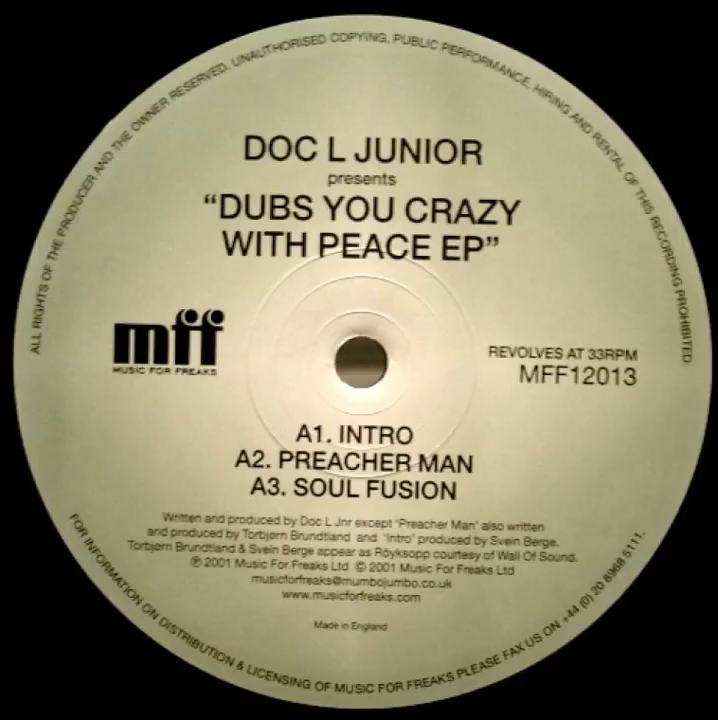 ALL RIGHTS OF THE PRODUCER AND THE OWNER RESERVED. UNAUTHORISED COPYING, PUBLIC PERFORMANCE, HIRING AND RENTAL OF THIS RECORDING PROHIBITED.
DOC L JUNIOR
presents
“DUBS YOU CRAZY
WITH PEACE EP”
mff
MUSIC FOR FREAKS
REVOLVES AT 33RPM
MFF12013
A1. INTRO
A2. PREACHER MAN
A3. SOUL FUSION
Written and produced by Doc L Jnr except 'Preacher Man' also written
and produced by Torbjørn Brundtland and 'Intro' produced by Svein Berge.
Torbjørn Brundtland & Svein Berge appear as Röyksopp courtesy of Wall Of Sound.
℗ 2001 Music For Freaks Ltd © 2001 Music For Freaks Ltd
musicforfreaks@mumbojumbo.co.uk
www.musicforfreaks.com
Made in England
FOR INFORMATION ON DISTRIBUTION & LICENSING OF MUSIC FOR FREAKS PLEASE FAX US ON +44 (0) 20 8968 5111.